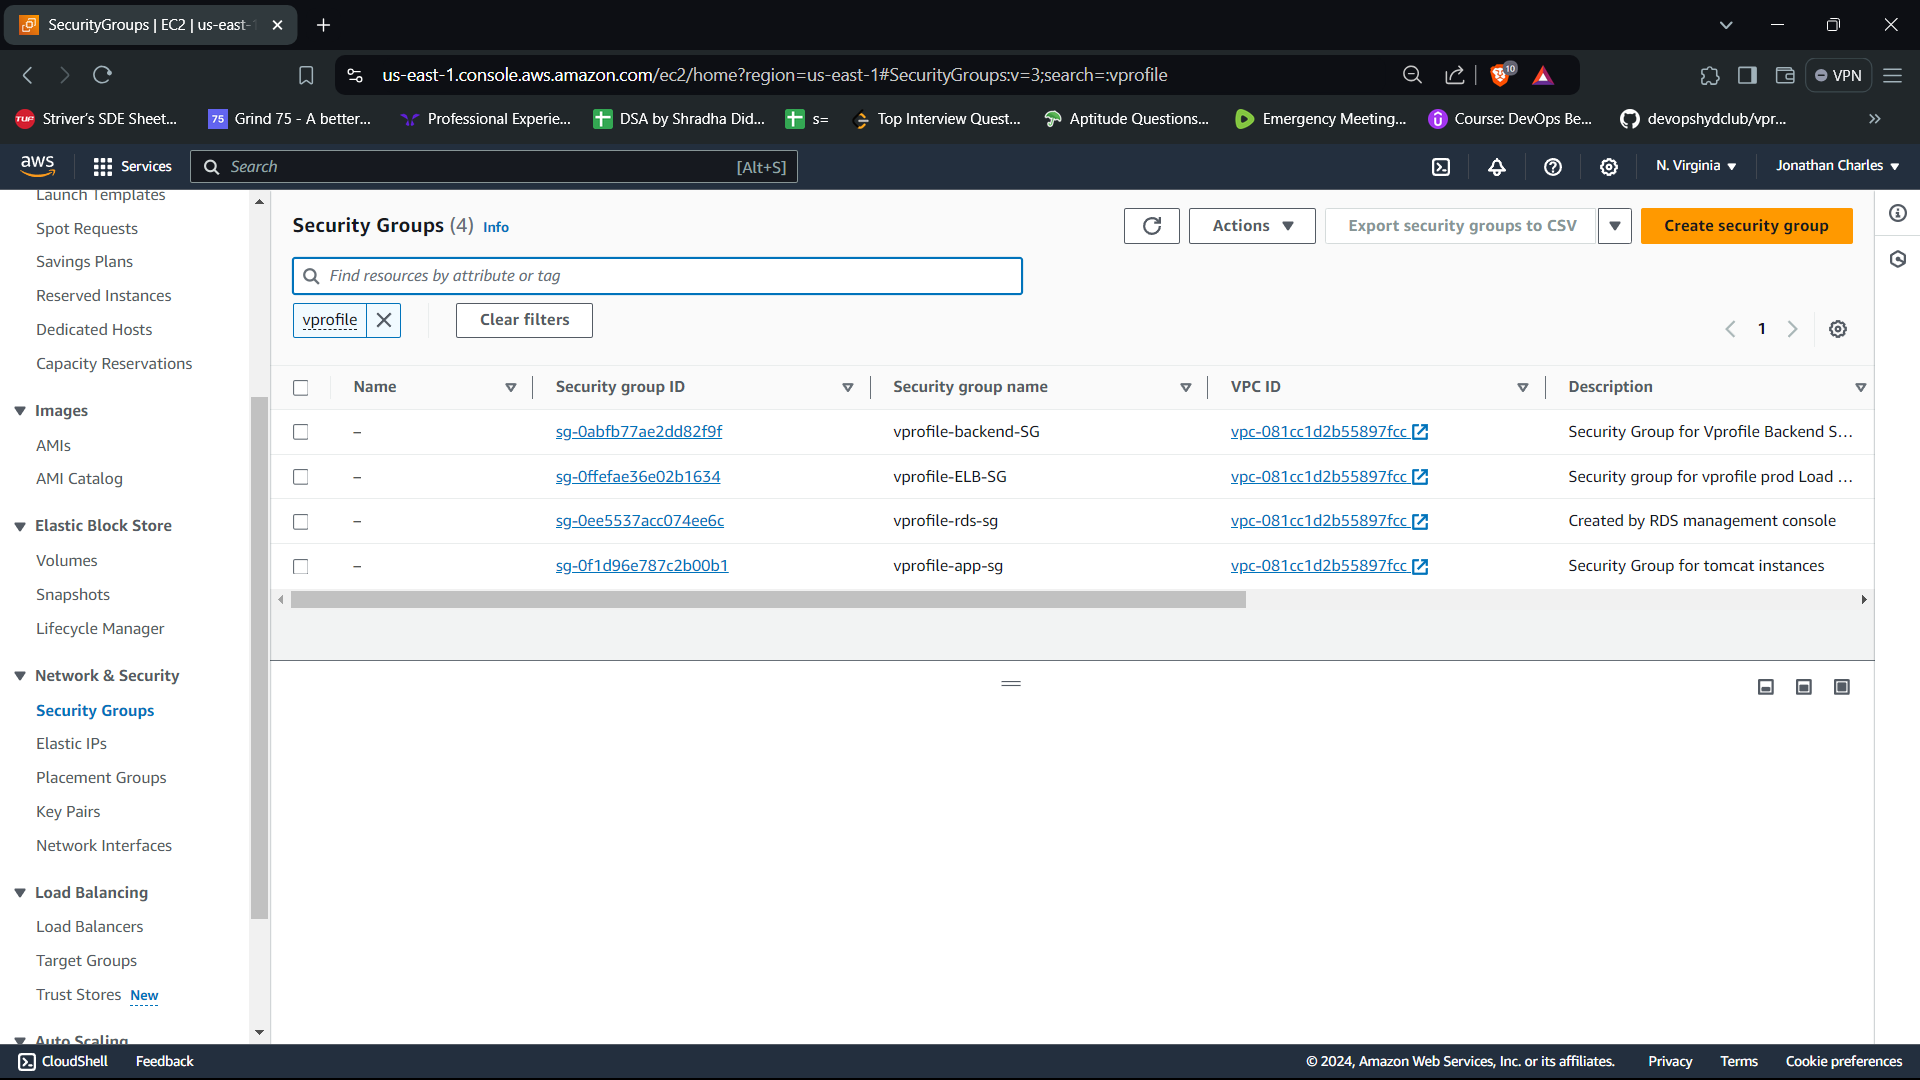 SecurityGroups | EC2 | us-east-
us-east-1.console.aws.amazon.com/ec2/home?region=us-east-1#SecurityGroups:v=3;search=:vprofile
10
VPN
TUF Striver's SDE Sheet...
75 Grind 75 - A better...
Professional Experie...
DSA by Shradha Did...
s=
Top Interview Quest...
Aptitude Questions...
Emergency Meeting...
Course: DevOps Be...
devopshydclub/vpr...
aws
Services
Search
[Alt+S]
N. Virginia
Jonathan Charles
Launch Templates
Spot Requests
Savings Plans
Reserved Instances
Dedicated Hosts
Capacity Reservations
Images
AMIs
AMI Catalog
Elastic Block Store
Volumes
Snapshots
Lifecycle Manager
Network & Security
Security Groups
Elastic IPs
Placement Groups
Key Pairs
Network Interfaces
Load Balancing
Load Balancers
Target Groups
Trust Stores New
Auto Scaling
Security Groups (4) Info
Actions
Export security groups to CSV
Create security group
Find resources by attribute or tag
vprofile
Clear filters
1
Name Security group ID Security group name VPC ID Description
– sg-0abfb77ae2dd82f9f vprofile-backend-SG vpc-081cc1d2b55897fcc Security Group for Vprofile Backend S...
– sg-0ffefae36e02b1634 vprofile-ELB-SG vpc-081cc1d2b55897fcc Security group for vprofile prod Load ...
– sg-0ee5537acc074ee6c vprofile-rds-sg vpc-081cc1d2b55897fcc Created by RDS management console
– sg-0f1d96e787c2b00b1 vprofile-app-sg vpc-081cc1d2b55897fcc Security Group for tomcat instances
CloudShell
Feedback
© 2024, Amazon Web Services, Inc. or its affiliates.
Privacy
Terms
Cookie preferences